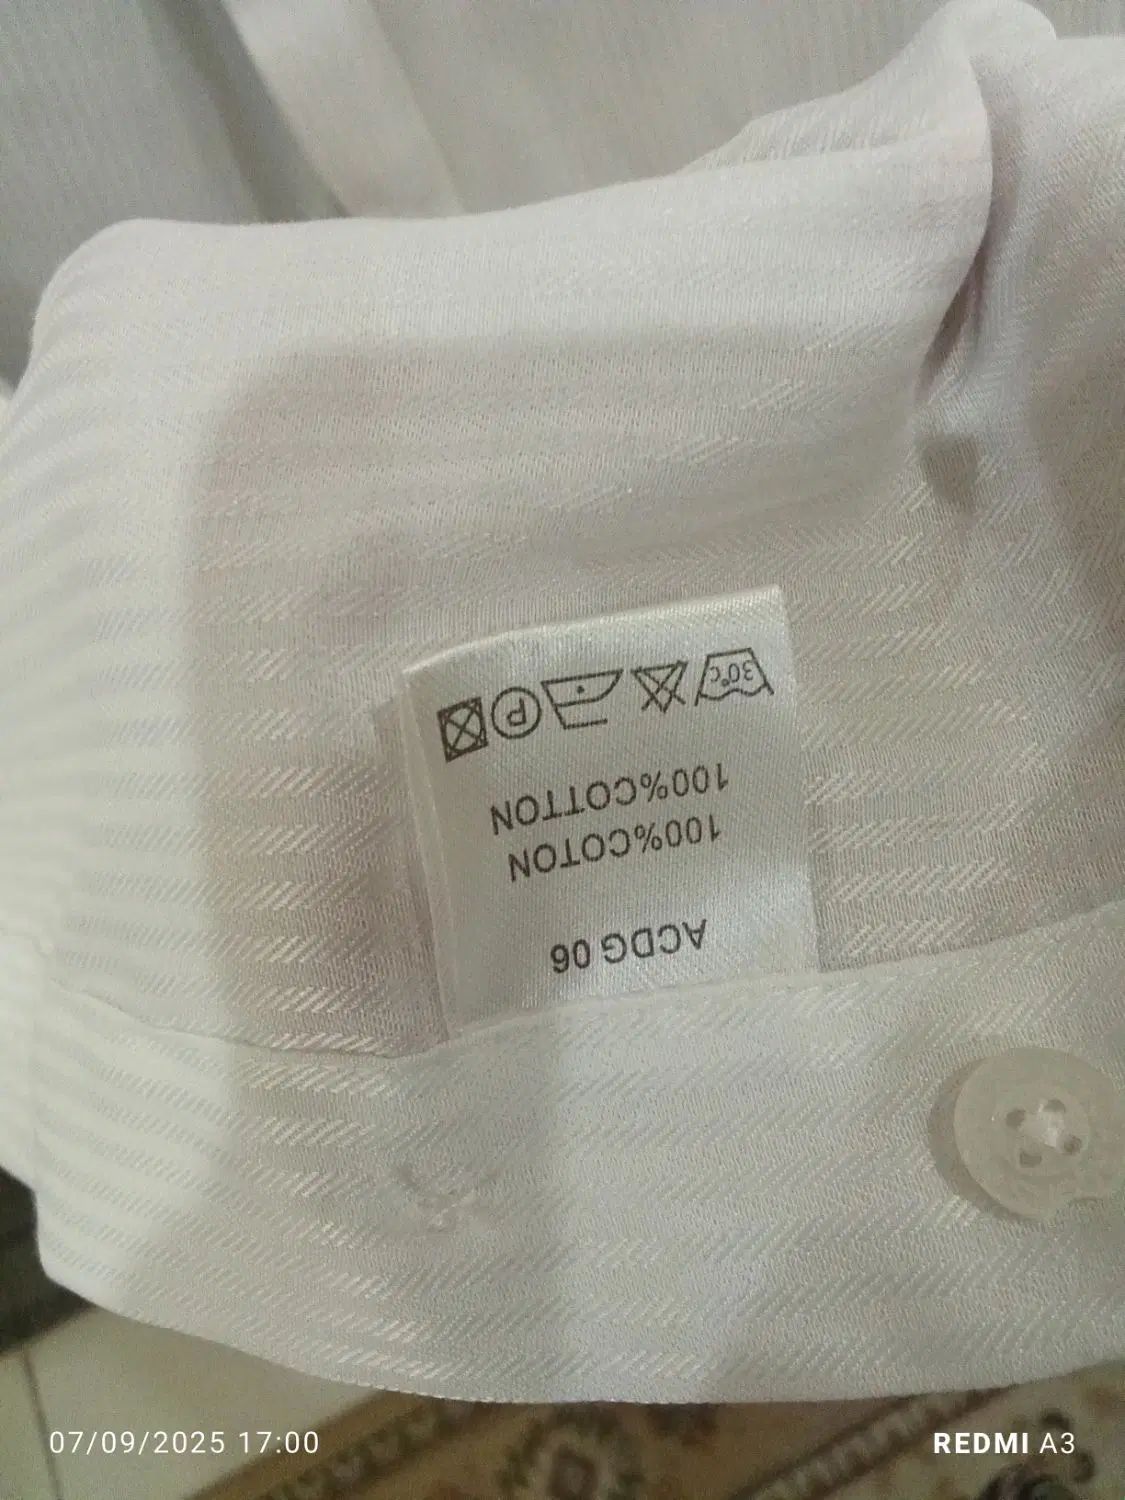 30°C
P
100%COTTON
100%COTON
ACDG 06
07/09/2025 17:00
REDMI A3